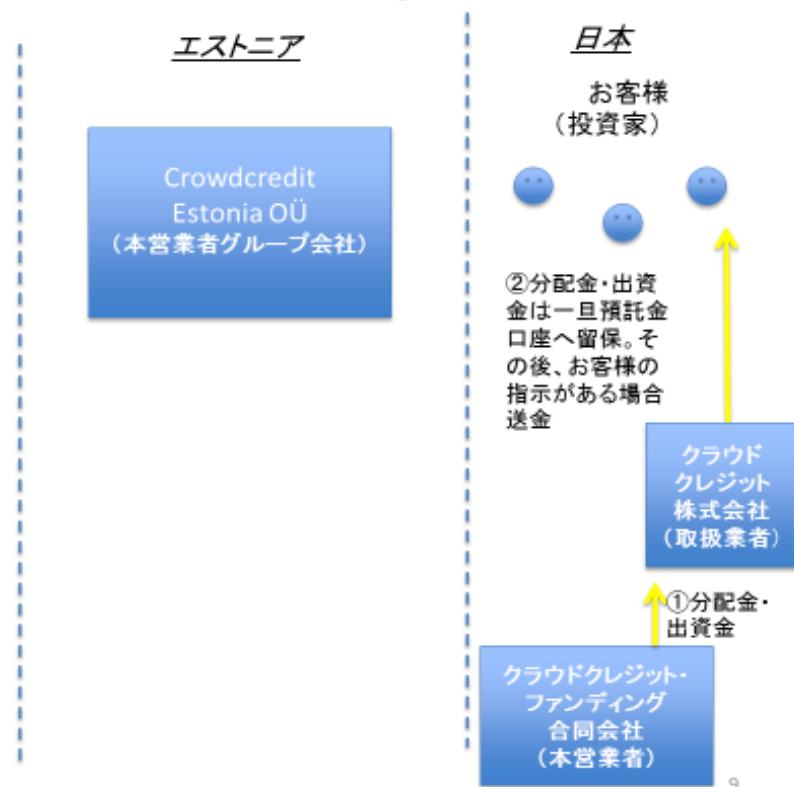 エストニア
日本
お客様
（投資家）
Crowdcredit
Estonia OÜ
（本営業者グループ会社）
②分配金・出資
金は一旦預託金
口座へ留保。そ
の後、お客様の
指示がある場合
送金
クラウド
クレジット
株式会社
（取扱業者）
①分配金・
出資金
クラウドクレジット・
ファンディング
合同会社
（本営業者）
9